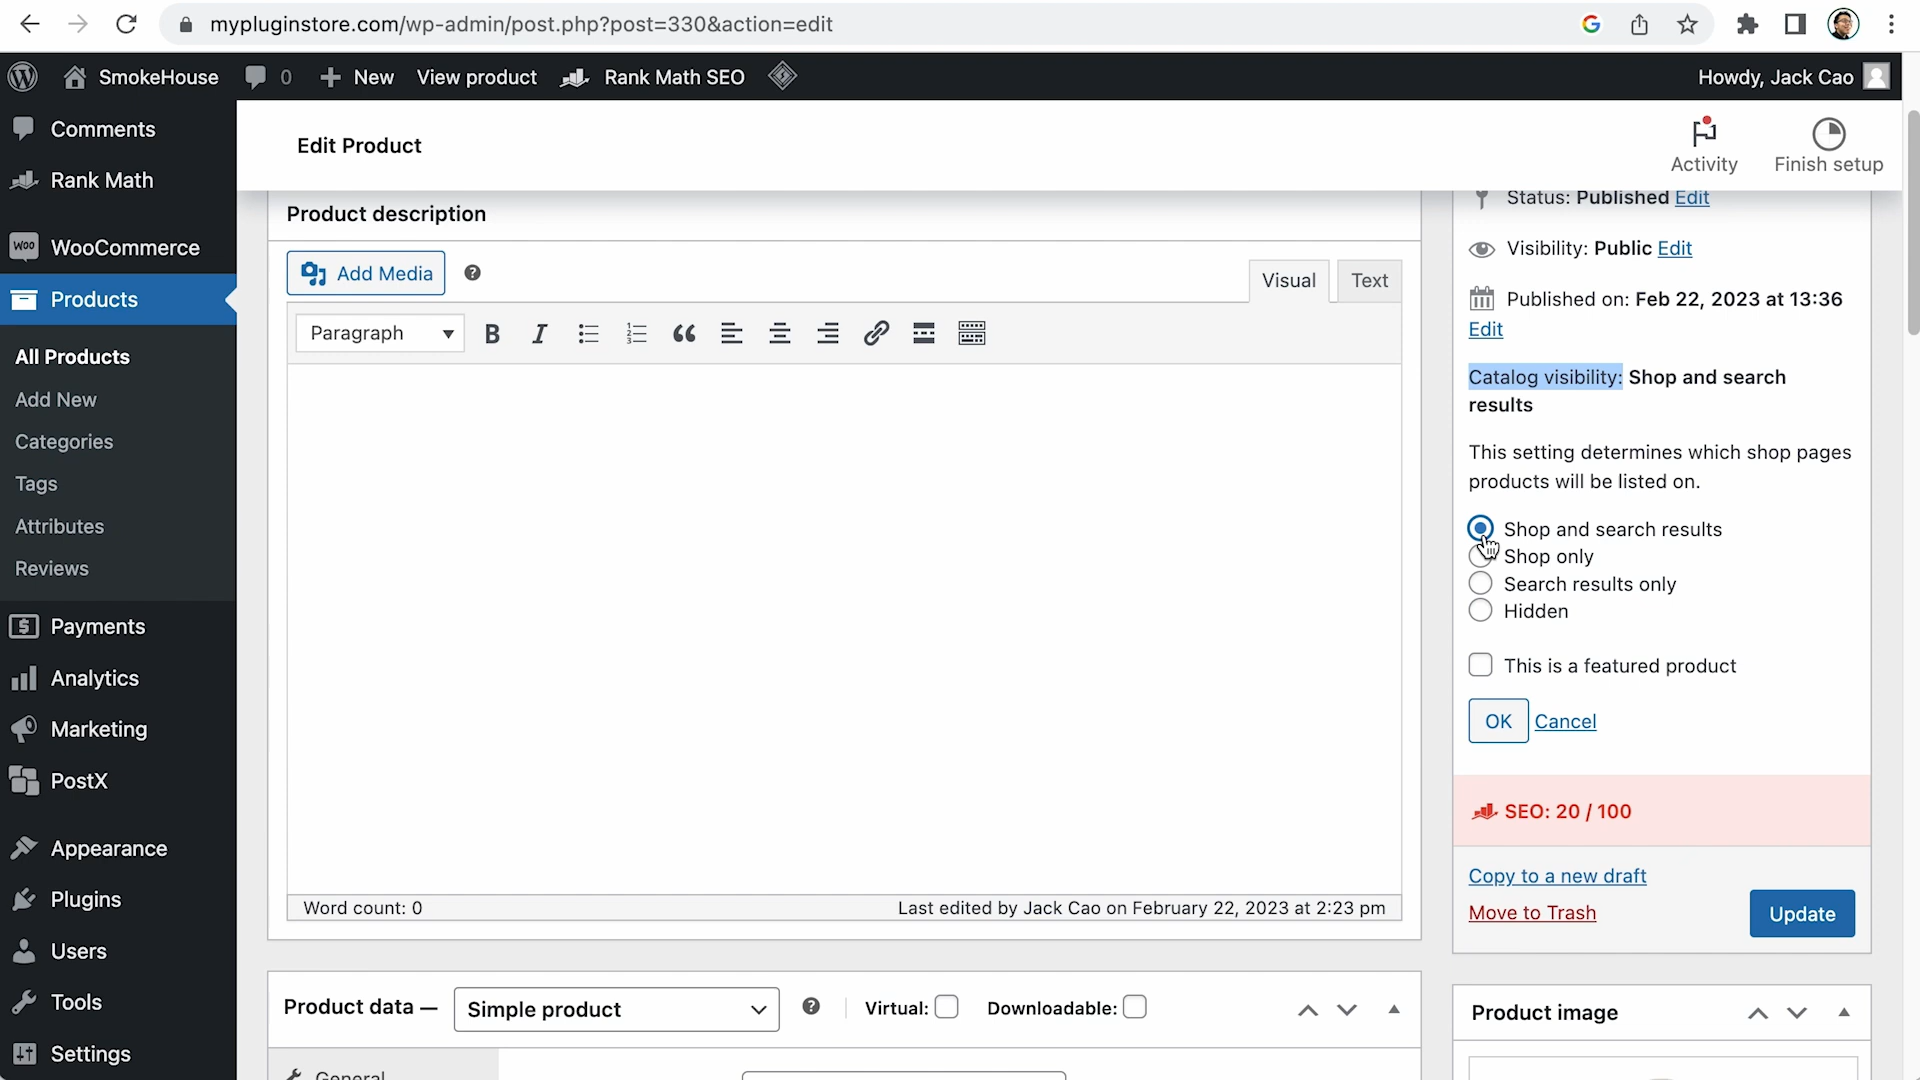 mypluginstore.com/wp-admin/post.php?post=330&action=edit
SmokeHouse 0 New View product Rank Math SEO Howdy, Jack Cao
Comments
Rank Math
WOO WooCommerce
Products
All Products
Add New
Categories
Tags
Attributes
Reviews
Payments
Analytics
Marketing
PostX
Appearance
Plugins
Users
Tools
Settings
Edit Product
Activity
Finish setup
Product description
Add Media
Visual Text
Paragraph
Word count: 0
Last edited by Jack Cao on February 22, 2023 at 2:23 pm
Product data — Simple product Virtual: Downloadable:
General
Status: Published Edit
Visibility: Public Edit
Published on: Feb 22, 2023 at 13:36
Edit
Catalog visibility: Shop and search
results
This setting determines which shop pages
products will be listed on.
Shop and search results
Shop only
Search results only
Hidden
This is a featured product
OK Cancel
SEO: 20 / 100
Copy to a new draft
Move to Trash
Update
Product image